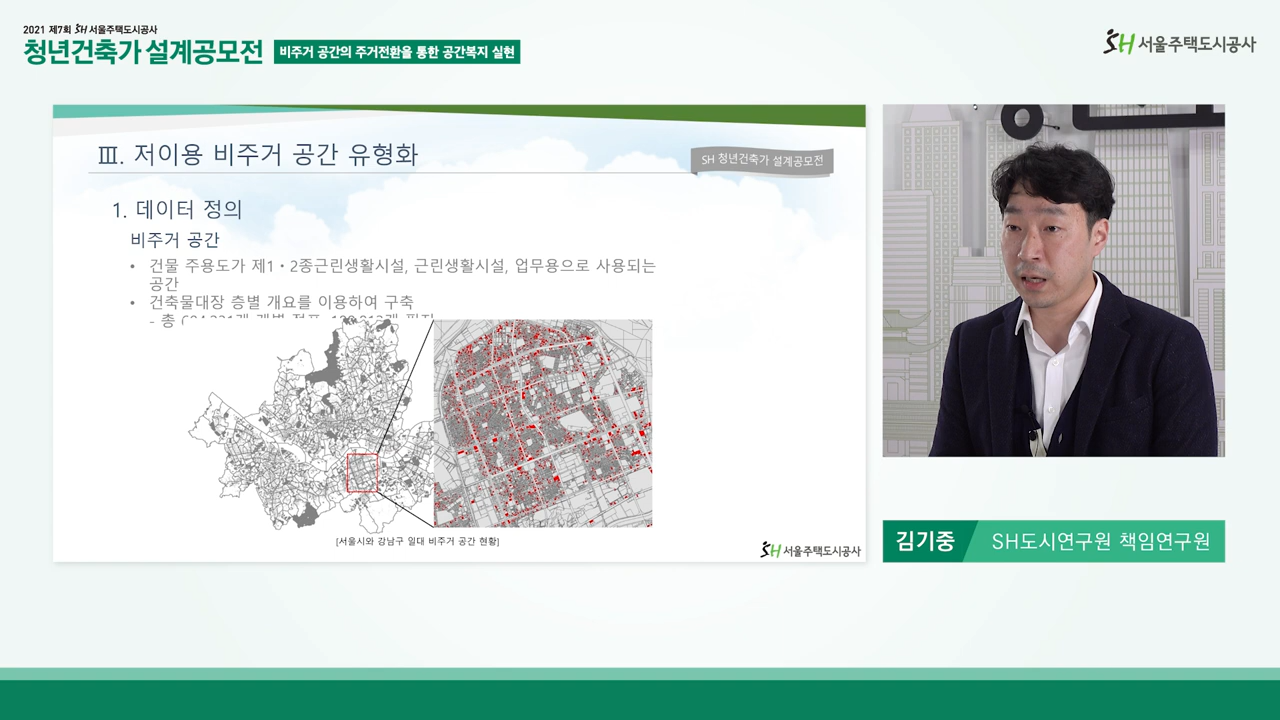 2021 제7회 SH 서울주택도시공사
청년건축가 설계공모전 비주거 공간의 주거전환을 통한 공간복지 실현
SH 서울주택도시공사
Ⅲ. 저이용 비주거 공간 유형화
SH 청년건축가 설계공모전
1. 데이터 정의
비주거 공간
• 건물 주용도가 제1・2종근린생활시설, 근린생활시설, 업무용으로 사용되는
공간
• 건축물대장 층별 개요를 이용하여 구축
- 총
[서울시와 강남구 일대 비주거 공간 현황]
SH 서울주택도시공사
김기중 SH도시연구원 책임연구원